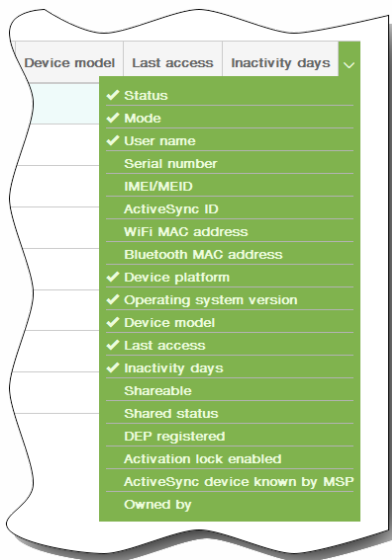 Device model Last access Inactivity days
Status
Mode
User name
Serial number
IMEI/MEID
ActiveSync ID
WiFi MAC address
Bluetooth MAC address
Device platform
Operating system version
Device model
Last access
Inactivity days
Shareable
Shared status
DEP registered
Activation lock enabled
ActiveSync device known by MSP
Owned by